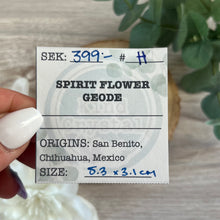 SEK: 399:- # H
SPIRIT FLOWER
GEODE
ORIGINS: San Benito,
Chihuahua, Mexico
SIZE: 5.3 x 3.1 cm